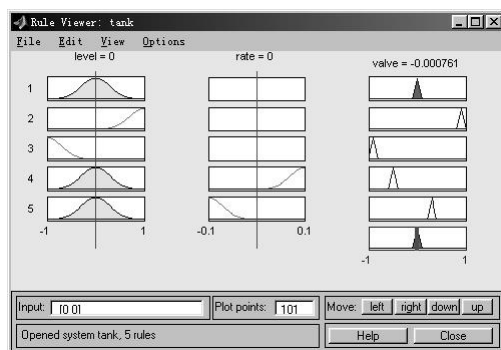 Rule Viewer: tank
File Edit View Options
level = 0 rate = 0 valve = -0.000761
1
2
3
4
5
-1 1 -0.1 0.1
-1 1
Input: [0 0] Plot points: 101 Move: left right down up
Opened system tank, 5 rules Help Close